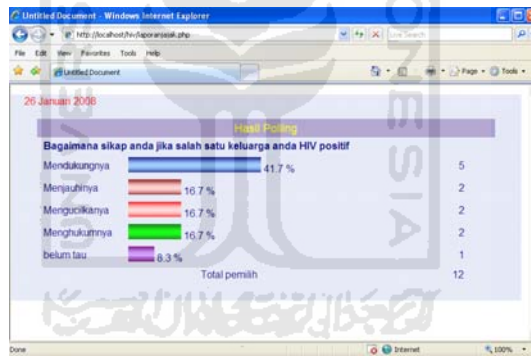 Untitled Document - Windows Internet Explorer
http://localhost/hiv/laporansejak.php
Live Search
File Edit View Favorites Tools Help
Untitled Document
Page Tools
26 Januari 2008
Hasil Polling
Bagaimana sikap anda jika salah satu keluarga anda HIV positif
Mendukungnya 41.7 % 5
Menjauhinya 16.7 % 2
Mengucilkanya 16.7 % 2
Menghukumnya 16.7 % 2
belum tau 8.3 % 1
Total pemilih 12
Done Internet 100%